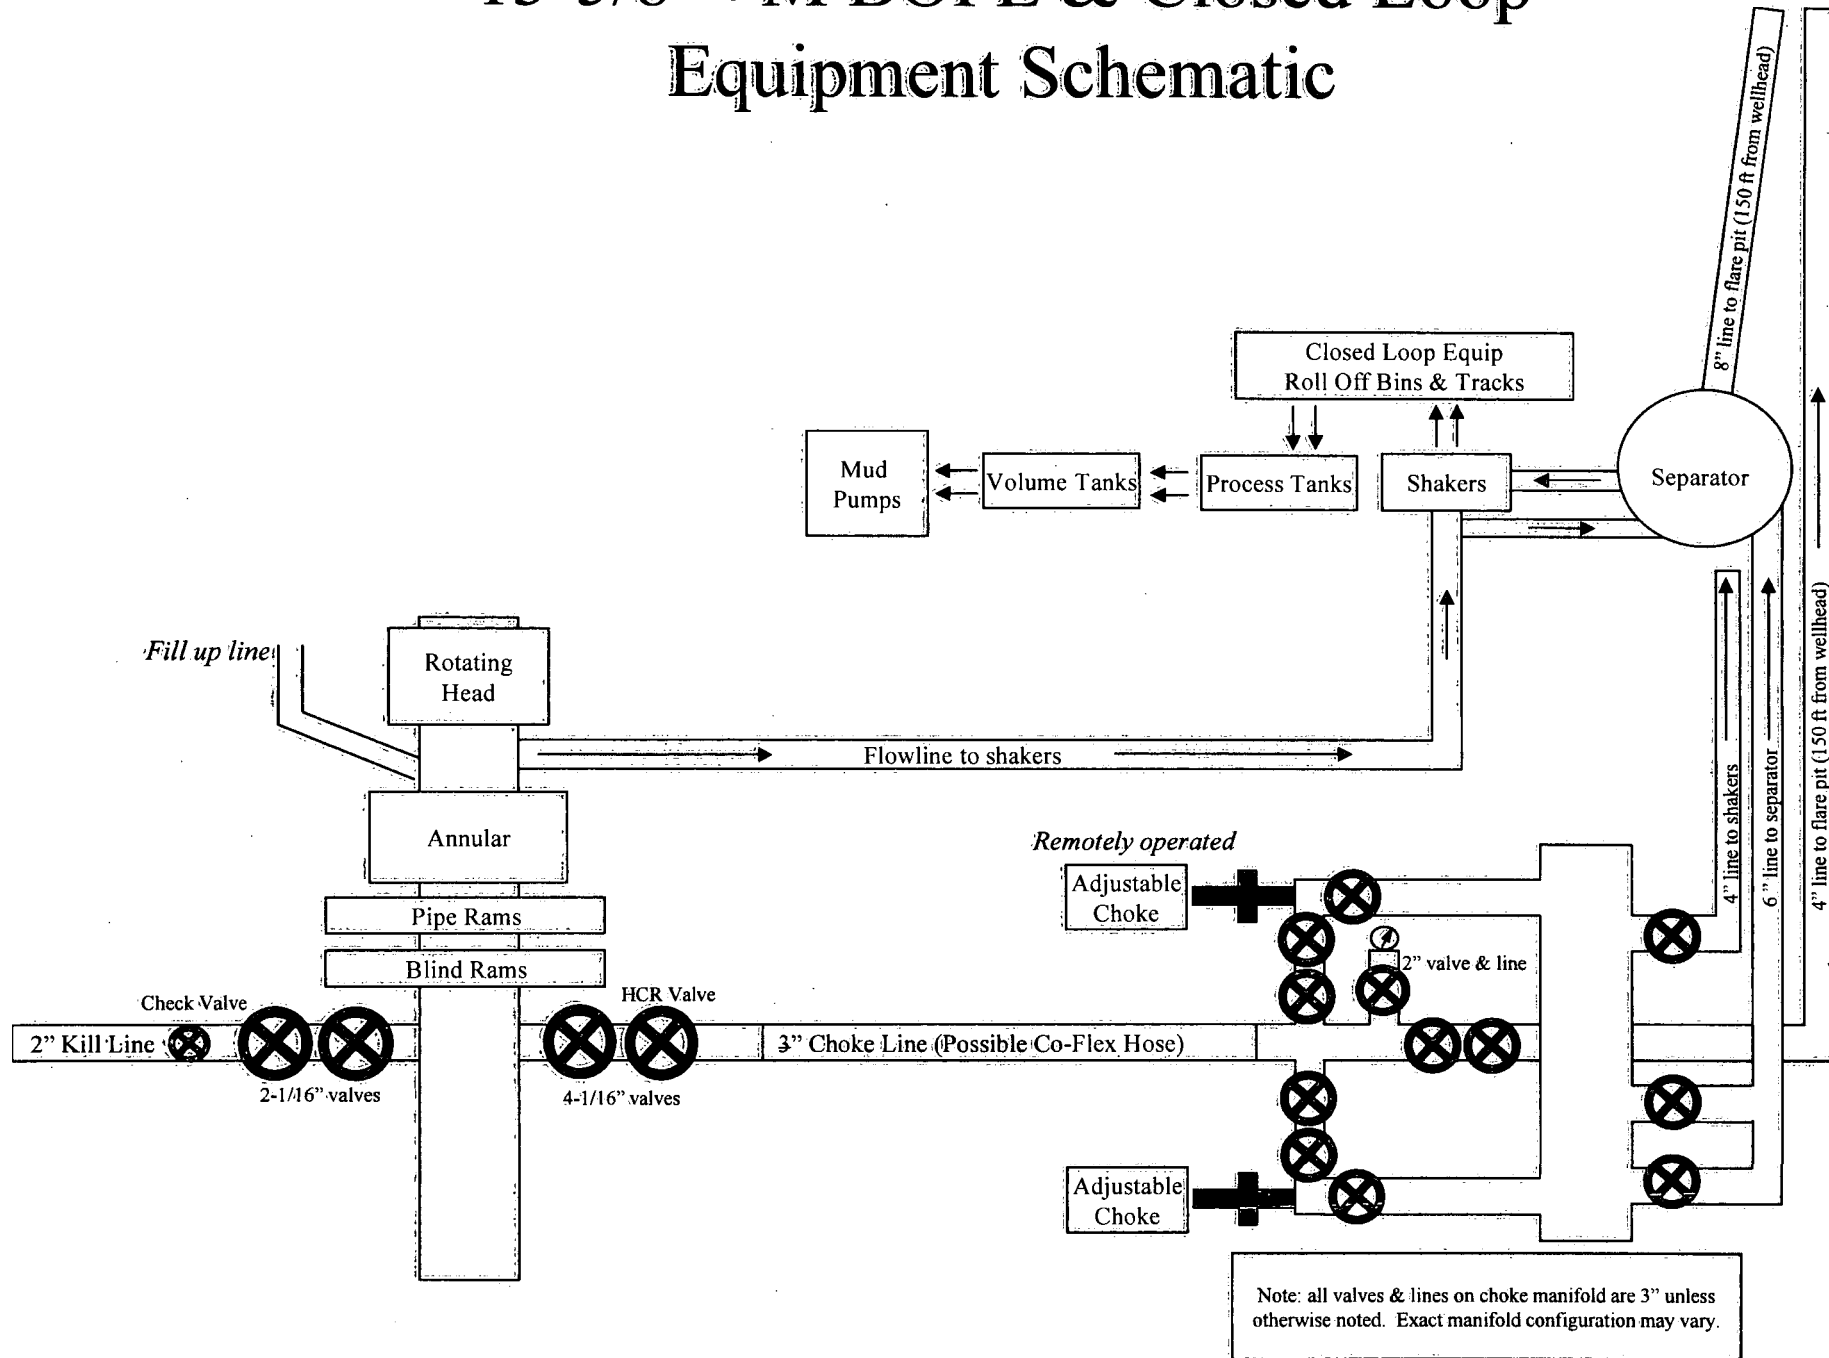 & Closed Loop
Equipment Schematic
8” line to flare pit (150 ft from wellhead)
Closed Loop Equip
Roll Off Bins & Tracks
Mud
Pumps
Volume Tanks
Process Tanks
Shakers
Separator
Fill up line
Rotating
Head
Flowline to shakers
Annular
Pipe Rams
Blind Rams
Remotely operated
Adjustable
Choke
4” line to shakers
6” line to separator
4” line to flare pit (150 ft from wellhead)
2” valve & line
Check Valve
HCR Valve
2” Kill Line
3” Choke Line (Possible Co-Flex Hose)
2-1/16” valves
4-1/16” valves
Adjustable
Choke
Note: all valves & lines on choke manifold are 3” unless
otherwise noted. Exact manifold configuration may vary.